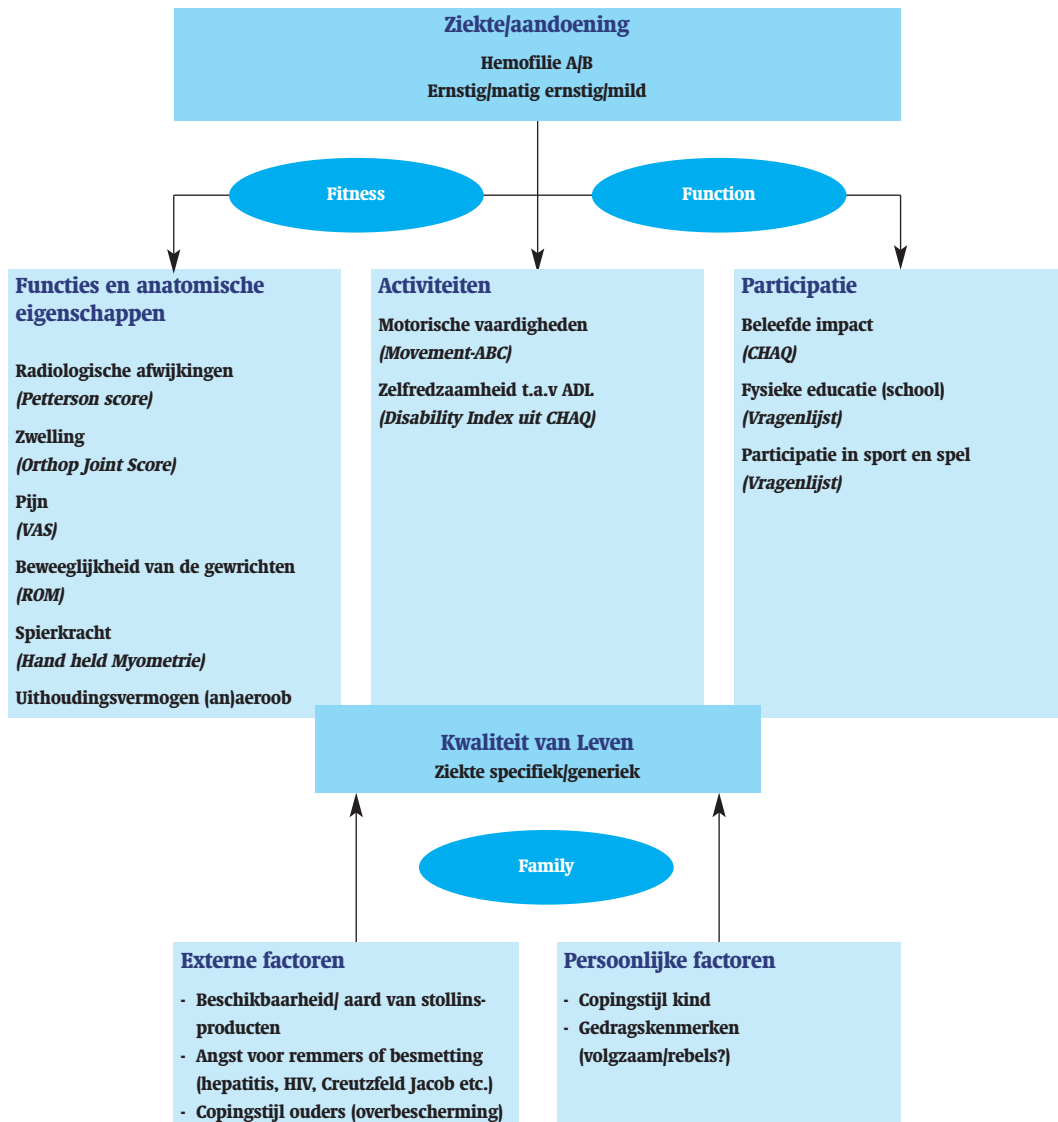 Ziekte/aandoening
Hemofilie A/B
Ernstig/matig ernstig/mild
Fitness
Function
Functies en anatomische
eigenschappen
Radiologische afwijkingen
(Petterson score)
Zwelling
(Orthop Joint Score)
Pijn
(VAS)
Beweeglijkheid van de gewrichten
(ROM)
Spierkracht
(Hand held Myometrie)
Uithoudingsvermogen (an)aeroob
Activiteiten
Motorische vaardigheden
(Movement-ABC)
Zelfredzaamheid t.a.v ADL
(Disability Index uit CHAQ)
Participatie
Beleefde impact
(CHAQ)
Fysieke educatie (school)
(Vragenlijst)
Participatie in sport en spel
(Vragenlijst)
Kwaliteit van Leven
Ziekte specifiek/generiek
Family
Externe factoren
- Beschikbaarheid/ aard van stollins-
producten
- Angst voor remmers of besmetting
(hepatitis, HIV, Creutzfeld Jacob etc.)
- Copingstijl ouders (overbescherming)
Persoonlijke factoren
- Copingstijl kind
- Gedragskenmerken
(volgzaam/rebels?)